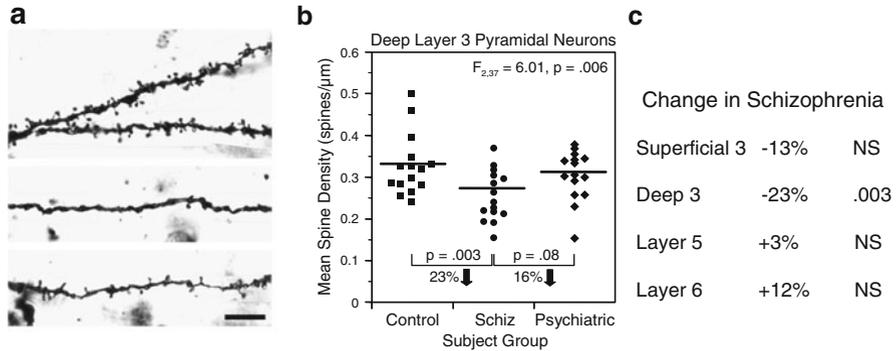 a
b
Deep Layer 3 Pyramidal Neurons
F2,37 = 6.01, p = .006
Mean Spine Density (spines/µm)
0.6
0.5
0.4
0.3
0.2
0.1
0
p = .003
p = .08
23%
16%
Control Schiz Psychiatric
Subject Group
c
Change in Schizophrenia
Superficial 3 -13% NS
Deep 3 -23% .003
Layer 5 +3% NS
Layer 6 +12% NS